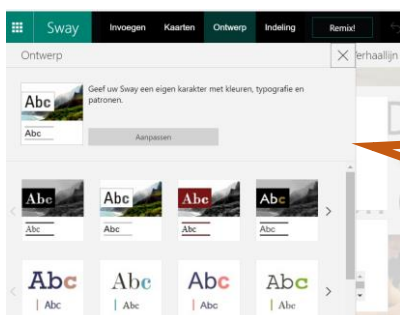 Sway Invoegen Kaarten Ontwerp Indeling Remix!
Ontwerp
erhaallijn
Abc
Abc
Geef uw Sway een eigen karakter met kleuren, typografie en
patronen.
Aanpassen
Abc Abc Abc Abc
Abc Abc Abc Abc
Abc Abc Abc Abc
Abc Abc Abc Abc